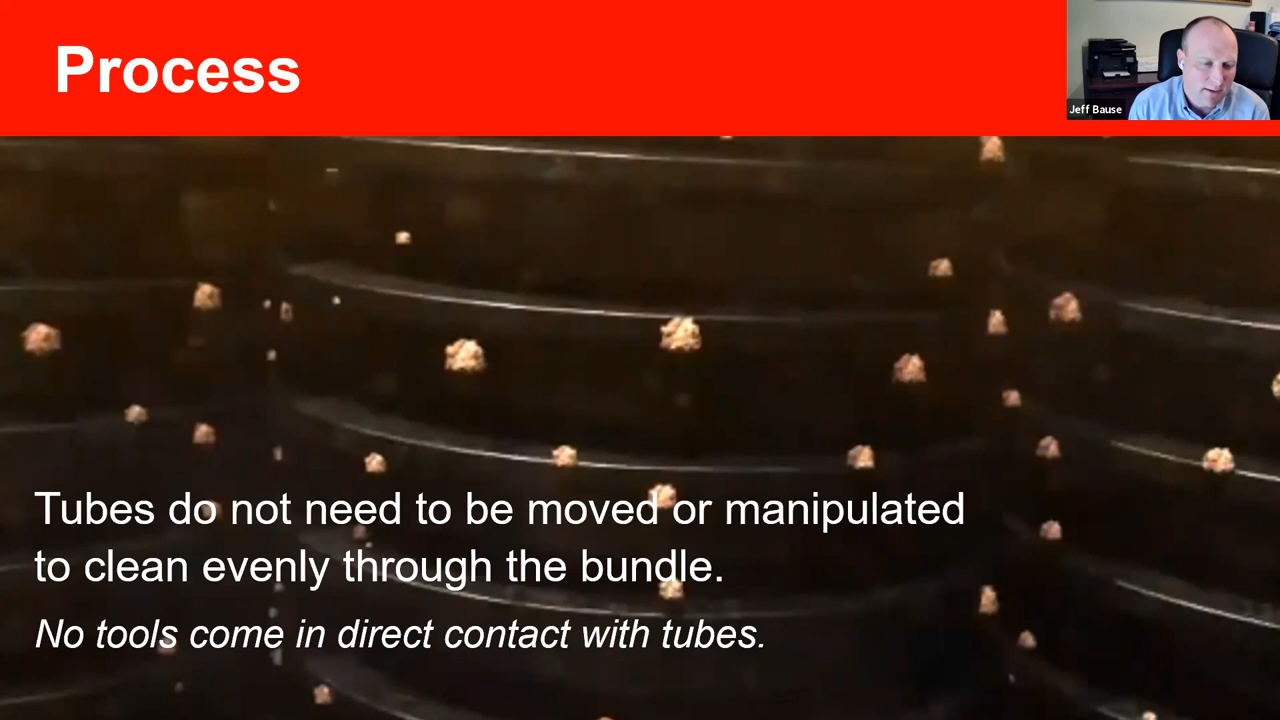 Process
Jeff Bause
Tubes do not need to be moved or manipulated
to clean evenly through the bundle.
No tools come in direct contact with tubes.